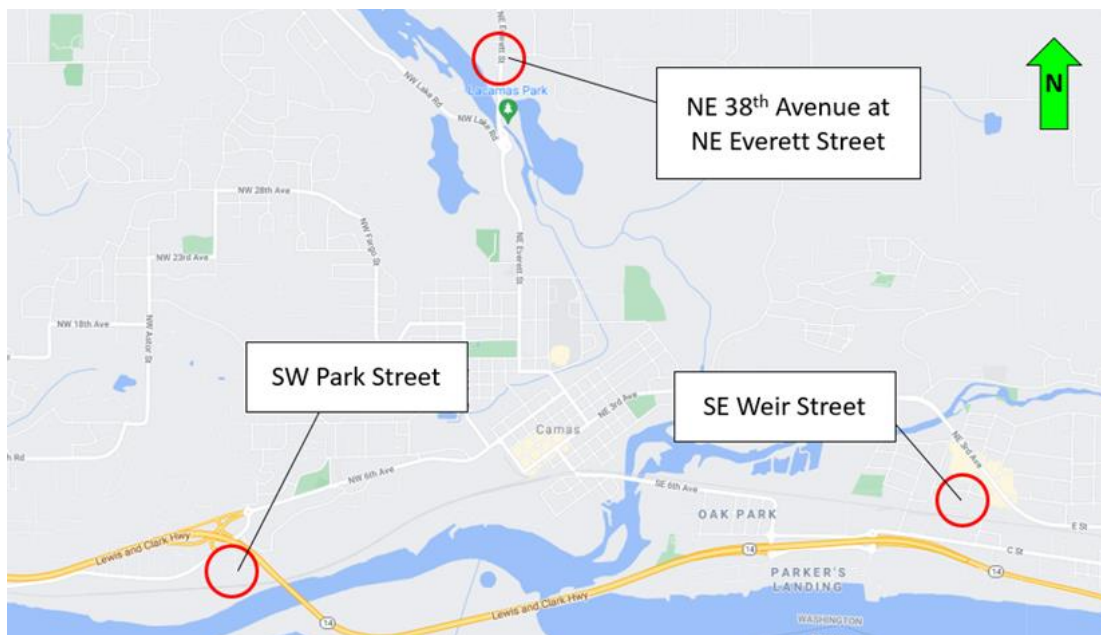 NE Everett St
N
NE 38th Avenue at
NE Everett Street
Lacamas Park
NW Lake Rd
NW Lake Rd
NW 28th Ave
NW Fargo St
NE Everett St
NW 23rd Ave
NW 18th Ave
NW Astor St
SW Park Street
SE Weir Street
NE 3rd Ave
Camas
NE 3rd Ave
Rd
NW 6th Ave
SE 6th Ave
OAK PARK
E St
C St
Lewis and Clark Hwy
14
14
PARKER'S
LANDING
Lewis and Clark Hwy
14
WASHINGTON